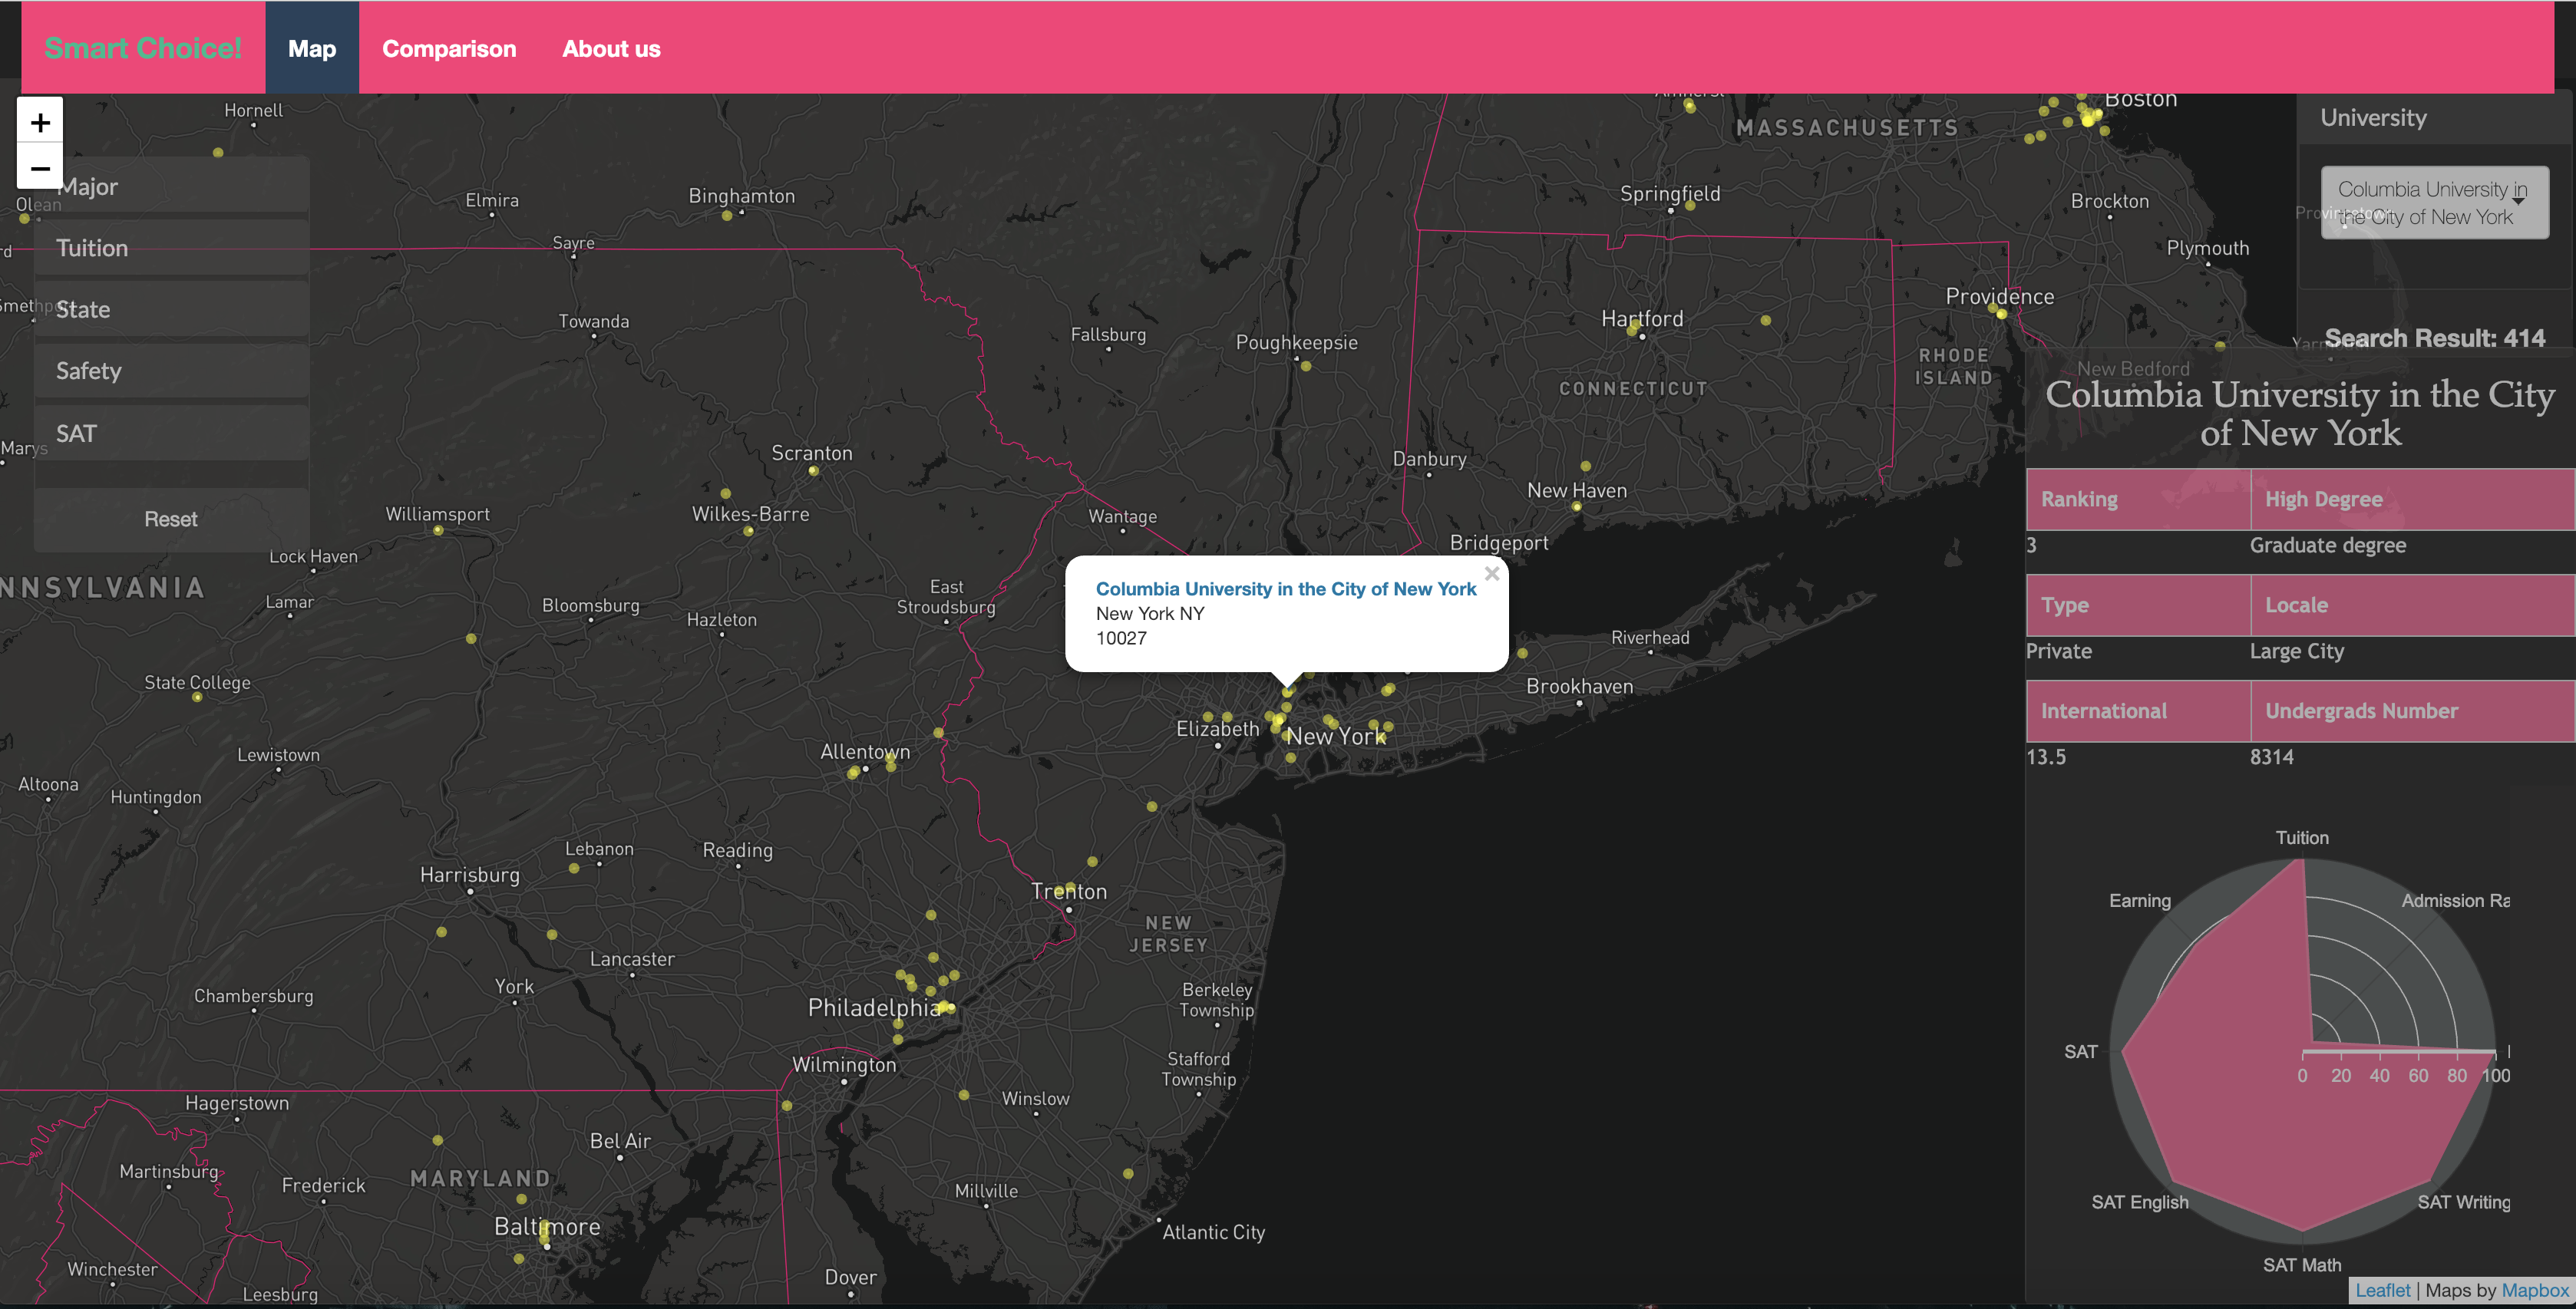 Smart Choice!
Map
Comparison
About us
+
−
Major
Tuition
State
Safety
SAT
Reset
Hornell
Olean
Elmira
Binghamton
Sayre
Towanda
Fallsburg
Poughkeepsie
Amherst
MASSACHUSETTS
Boston
Springfield
Brockton
Plymouth
Hartford
Providence
RHODE
ISLAND
CONNECTICUT
New Bedford
Marys
Scranton
Danbury
New Haven
Williamsport
Wilkes-Barre
Wantage
Bridgeport
Lock Haven
NNSYLVANIA
Lamar
Bloomsburg
Hazleton
East
Stroudsburg
Columbia University in the City of New York
New York NY
10027
×
Riverhead
State College
Brookhaven
Elizabeth
New York
Allentown
Lewistown
Altoona
Huntingdon
Lebanon
Reading
Harrisburg
Trenton
NEW
JERSEY
Lancaster
York
Chambersburg
Philadelphia
Berkeley
Township
Wilmington
Stafford
Township
Hagerstown
Winslow
Bel Air
Martinsburg
MARYLAND
Frederick
Millville
Baltimore
Atlantic City
Winchester
Dover
Leesburg
University
Columbia University in
the City of New York
Search Result: 414
Columbia University in the City
of New York
Ranking High Degree
3 Graduate degree
Type Locale
Private Large City
International Undergrads Number
13.5 8314
Tuition
Earning
Admission Ra
SAT
0 20 40 60 80 100
SAT English
SAT Writing
SAT Math
Leaflet | Maps by Mapbox